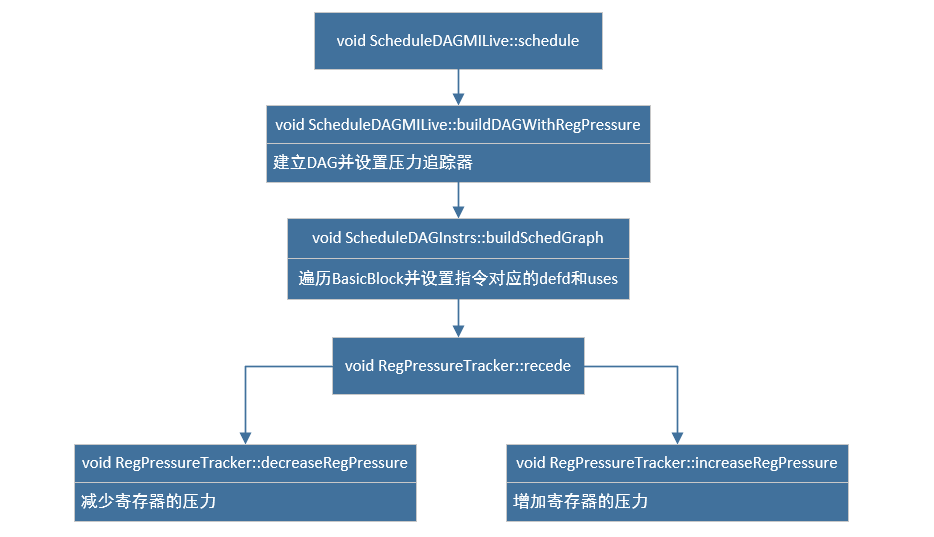 void ScheduleDAGMILive::schedule
void ScheduleDAGMILive::buildDAGWithRegPressure
建立DAG并设置压力追踪器
void ScheduleDAGInstrs::buildSchedGraph
遍历BasicBlock并设置指令对应的defd和uses
void RegPressureTracker::recede
void RegPressureTracker::decreaseRegPressure
减少寄存器的压力
void RegPressureTracker::increaseRegPressure
增加寄存器的压力